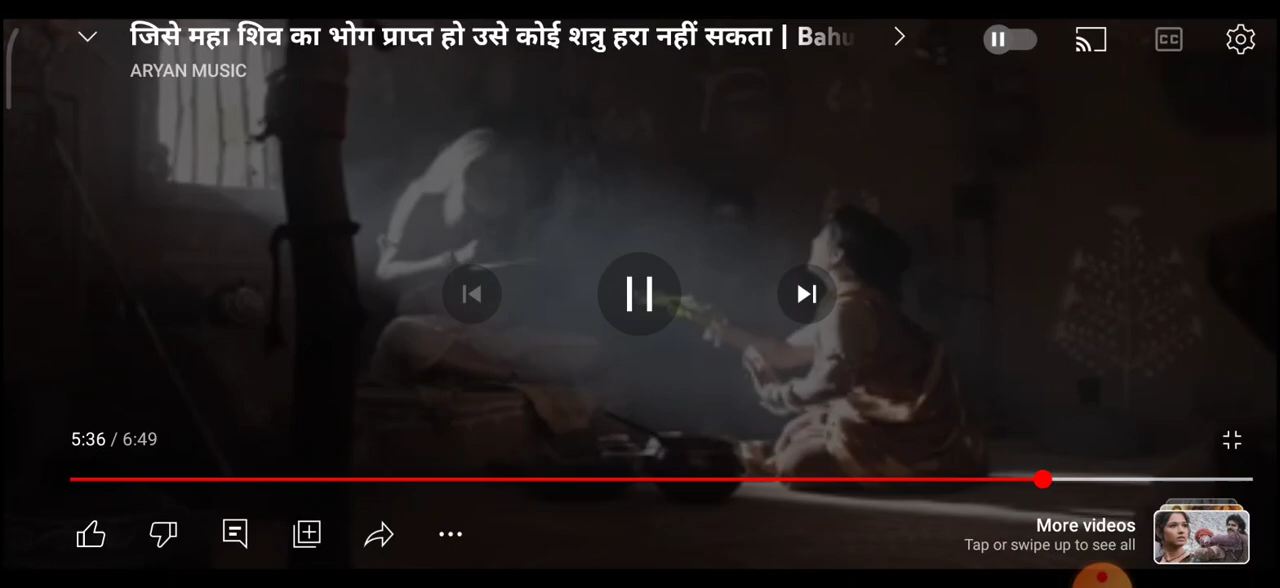 जिसे महा शिव का भोग प्राप्त हो उसे कोई शत्रु हरा नहीं सकता | Bahu
ARYAN MUSIC
CC
5:36 / 6:49
More videos
Tap or swipe up to see all